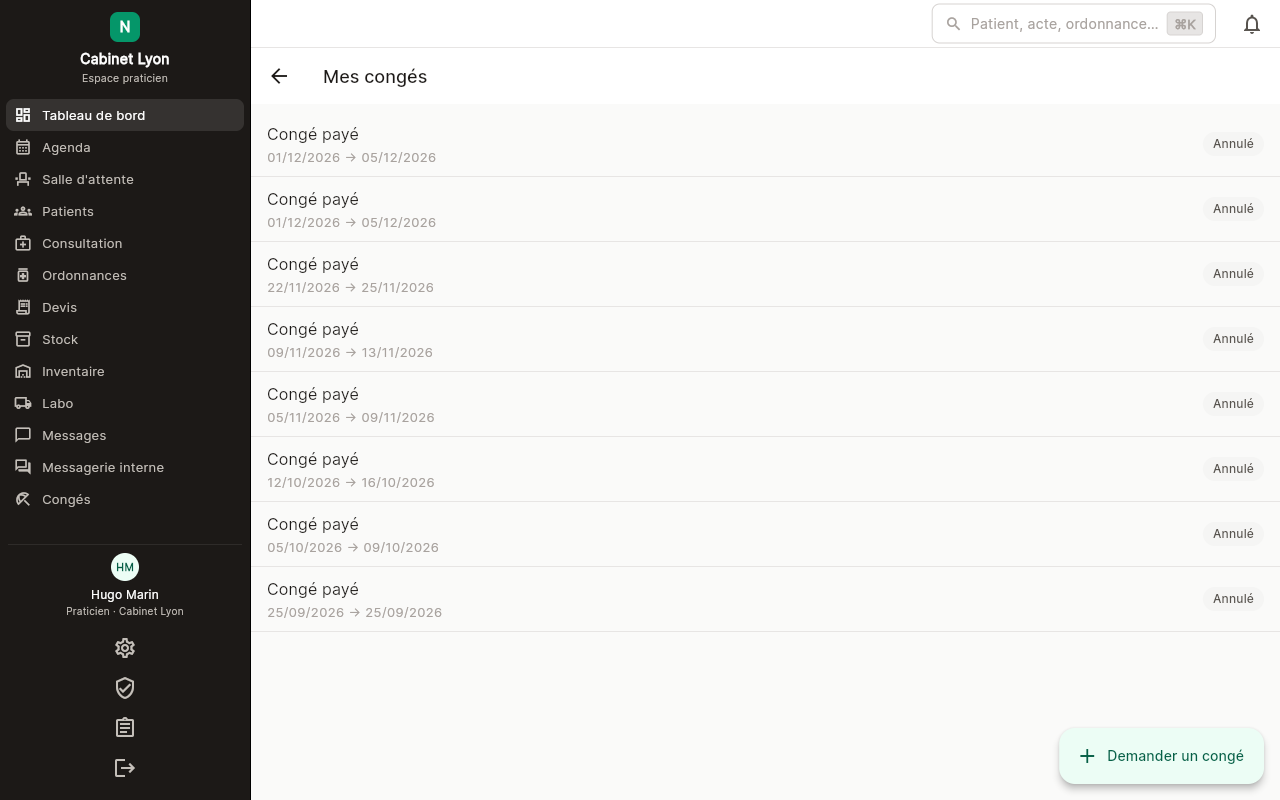 N
Cabinet Lyon
Espace praticien
Tableau de bord
Agenda
Salle d'attente
Patients
Consultation
Ordonnances
Devis
Stock
Inventaire
Labo
Messages
Messagerie interne
Congés
HM
Hugo Marin
Praticien · Cabinet Lyon
Patient, acte, ordonnance... ⌘K
Mes congés
Congé payé
01/12/2026 → 05/12/2026
Annulé
Congé payé
01/12/2026 → 05/12/2026
Annulé
Congé payé
22/11/2026 → 25/11/2026
Annulé
Congé payé
09/11/2026 → 13/11/2026
Annulé
Congé payé
05/11/2026 → 09/11/2026
Annulé
Congé payé
12/10/2026 → 16/10/2026
Annulé
Congé payé
05/10/2026 → 09/10/2026
Annulé
Congé payé
25/09/2026 → 25/09/2026
Annulé
Demander un congé